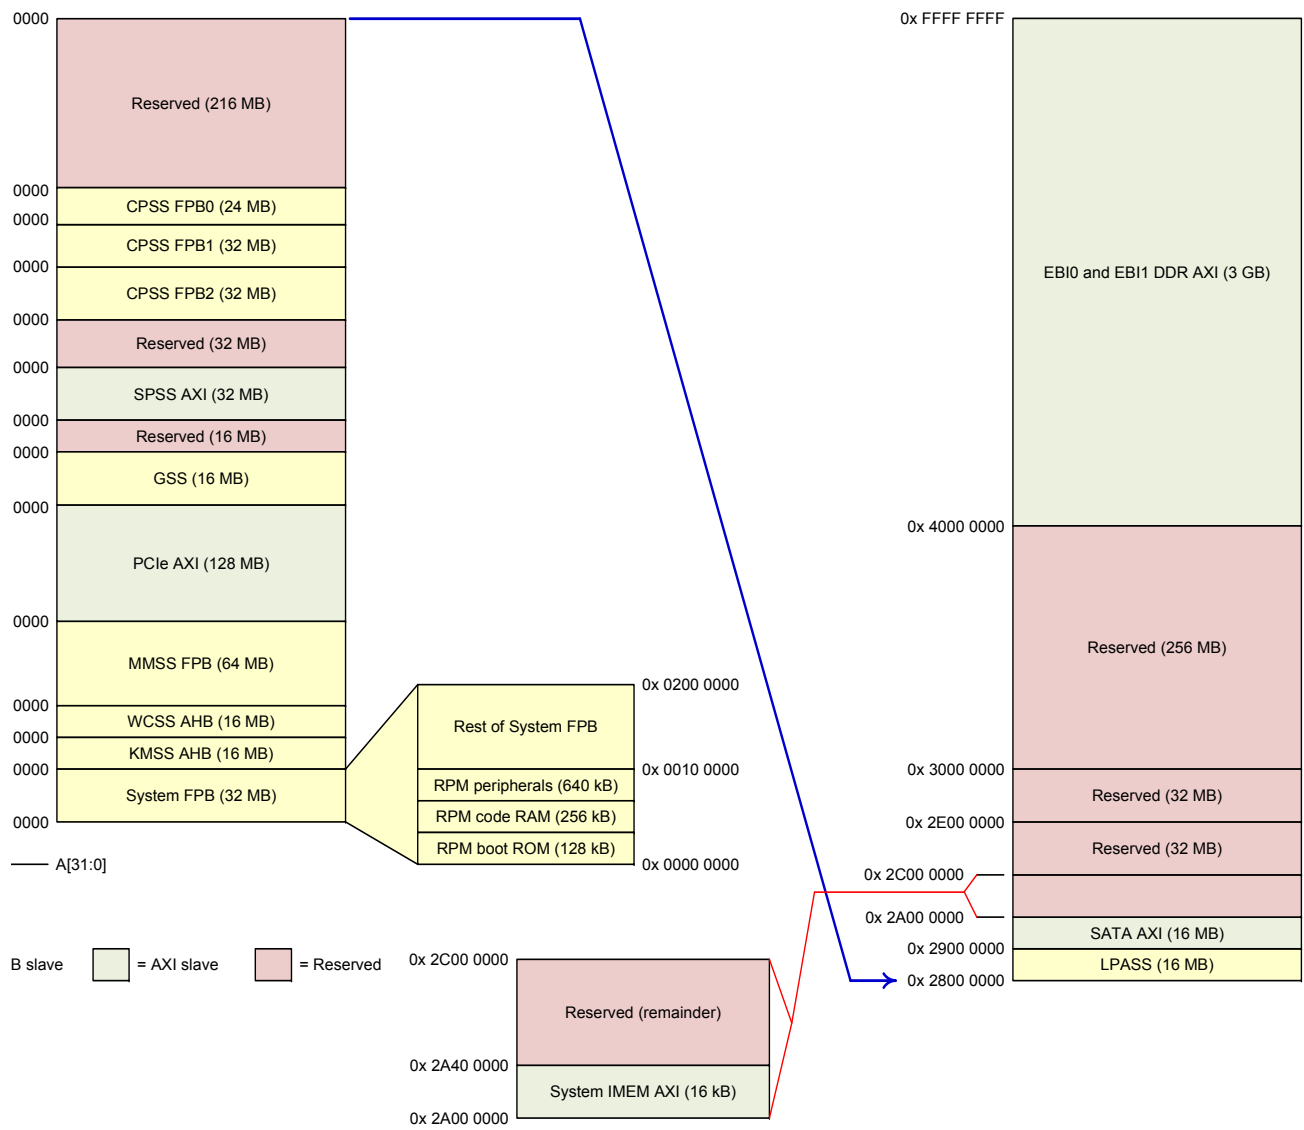 0000
Reserved (216 MB)
0000
CPSS FPB0 (24 MB)
0000
CPSS FPB1 (32 MB)
0000
CPSS FPB2 (32 MB)
0000
Reserved (32 MB)
0000
SPSS AXI (32 MB)
0000
Reserved (16 MB)
0000
GSS (16 MB)
0000
PCIe AXI (128 MB)
0000
MMSS FPB (64 MB)
0000
WCSS AHB (16 MB)
0000
KMSS AHB (16 MB)
0000
System FPB (32 MB)
0000
A[31:0]
0x 0200 0000
Rest of System FPB
0x 0010 0000
RPM peripherals (640 kB)
RPM code RAM (256 kB)
RPM boot ROM (128 kB)
0x 0000 0000
B slave
= AXI slave
= Reserved
0x 2C00 0000
Reserved (remainder)
0x 2A40 0000
System IMEM AXI (16 kB)
0x 2A00 0000
0x FFFF FFFF
EBI0 and EBI1 DDR AXI (3 GB)
0x 4000 0000
Reserved (256 MB)
0x 3000 0000
Reserved (32 MB)
0x 2E00 0000
Reserved (32 MB)
0x 2C00 0000
0x 2A00 0000
SATA AXI (16 MB)
0x 2900 0000
LPASS (16 MB)
0x 2800 0000